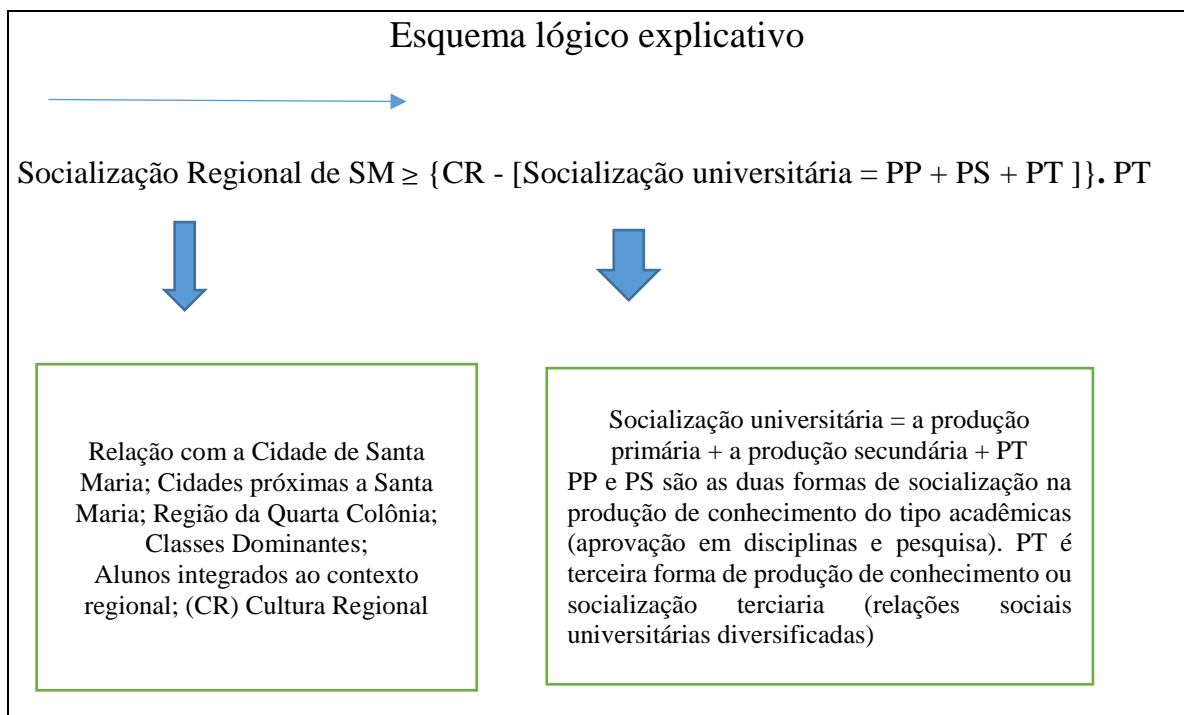 Esquema lógico explicativo
Socialização Regional de SM ≥ {CR - [Socialização universitária = PP + PS + PT ]}. PT
Relação com a Cidade de Santa
Maria; Cidades próximas a Santa
Maria; Região da Quarta Colônia;
Classes Dominantes;
Alunos integrados ao contexto
regional; (CR) Cultura Regional
Socialização universitária = a produção
primária + a produção secundária + PT
PP e PS são as duas formas de socialização na
produção de conhecimento do tipo acadêmicas
(aprovação em disciplinas e pesquisa). PT é
terceira forma de produção de conhecimento ou
socialização terciaria (relações sociais
universitárias diversificadas)